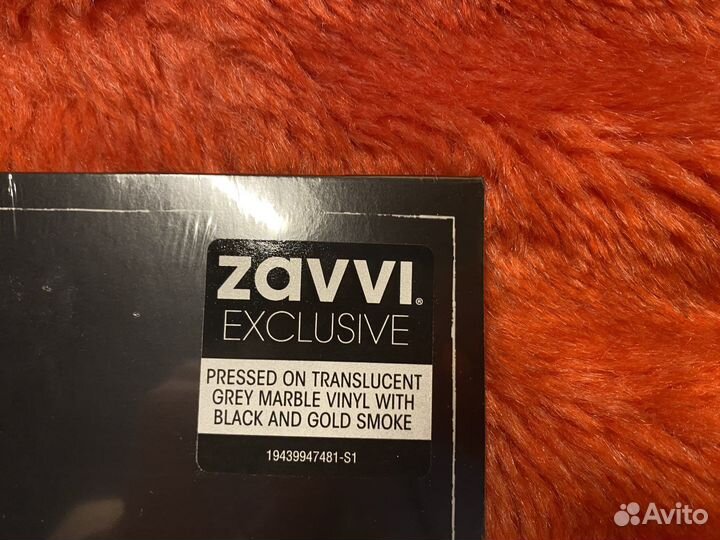 zavvi®
EXCLUSIVE
PRESSED ON TRANSLUCENT
GREY MARBLE VINYL WITH
BLACK AND GOLD SMOKE
19439947481-S1
Avito